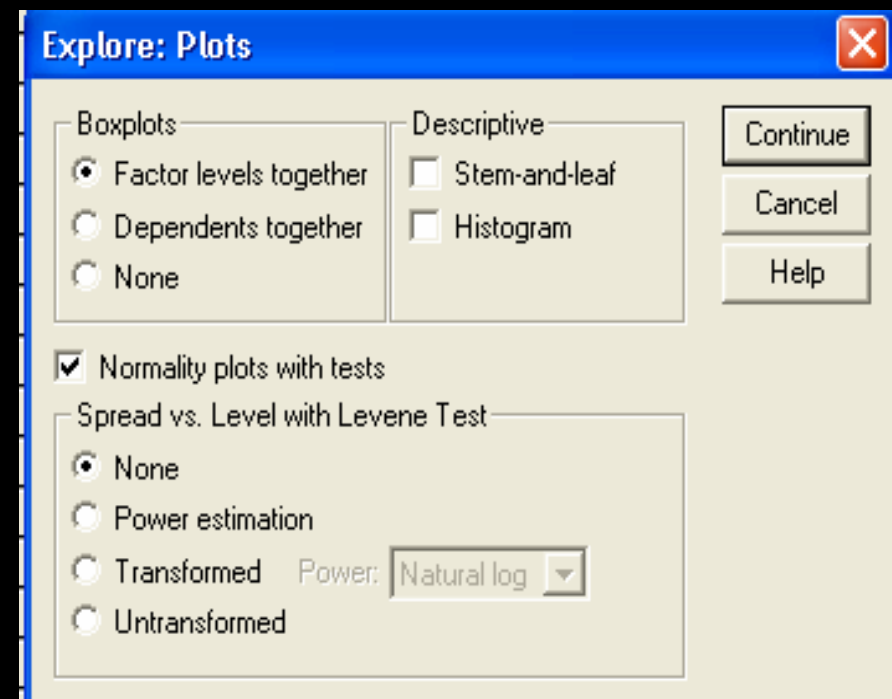 Explore: Plots
Boxplots
Factor levels together
Dependents together
None
Descriptive
Stem-and-leaf
Histogram
Continue
Cancel
Help
Normality plots with tests
Spread vs. Level with Levene Test
None
Power estimation
Transformed Power: Natural log
Untransformed